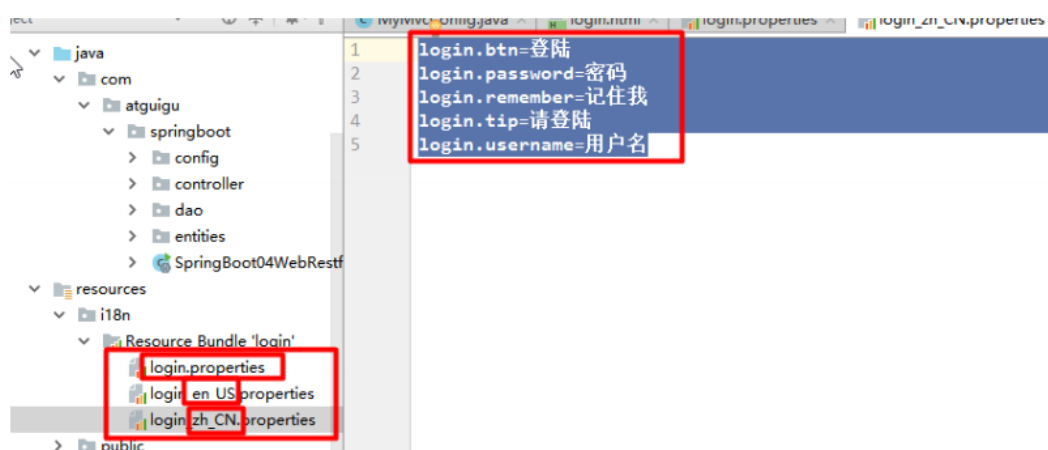 MyMvcConfig.java login.html login.properties login_zh_CN.properties
java
com
atguigu
springboot
config
controller
dao
entities
SpringBoot04WebRestf
resources
i18n
Resource Bundle 'login'
login.properties
login_en_US.properties
login_zh_CN.properties
public
1 login.btn=登陆
2 login.password=密码
3 login.remember=记住我
4 login.tip=请登陆
5 login.username=用户名